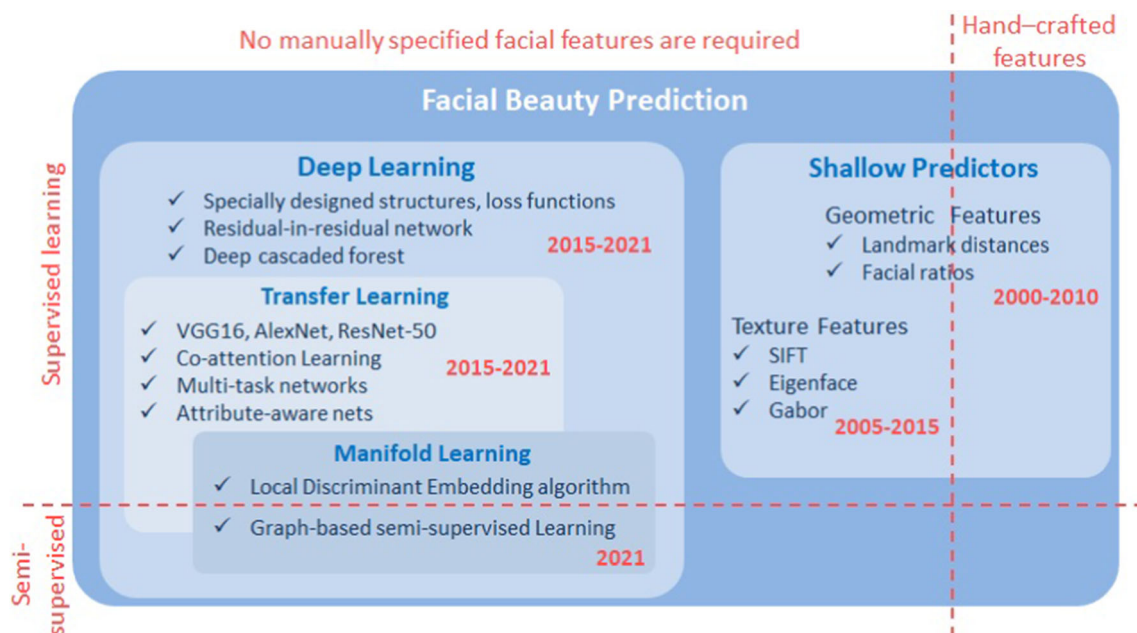 No manually specified facial features are required
Hand–crafted
features
Facial Beauty Prediction
Supervised learning
Semi-
supervised
Deep Learning
✓ Specially designed structures, loss functions
✓ Residual-in-residual network
✓ Deep cascaded forest
2015-2021
Transfer Learning
✓ VGG16, AlexNet, ResNet-50
✓ Co-attention Learning
✓ Multi-task networks
✓ Attribute-aware nets
2015-2021
Manifold Learning
✓ Local Discriminant Embedding algorithm
✓ Graph-based semi-supervised Learning
2021
Shallow Predictors
Geometric Features
✓ Landmark distances
✓ Facial ratios
2000-2010
Texture Features
✓ SIFT
✓ Eigenface
✓ Gabor
2005-2015